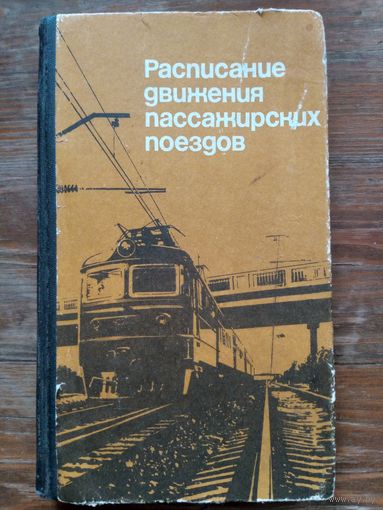 Расписание
движения
пассажирских
поездов